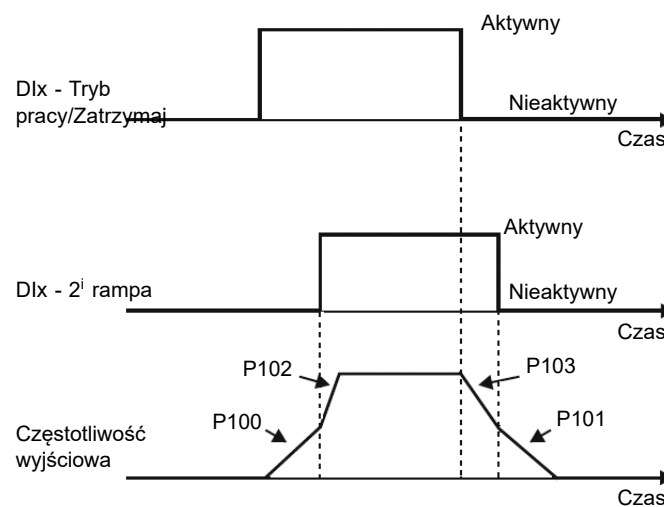 Aktywny
DIx - Tryb
pracy/Zatrzymaj
Nieaktywny
Czas
Aktywny
DIx - 2ⁱ rampa
Nieaktywny
Czas
P102
P103
P100
P101
Częstotliwość
wyjściowa
Czas